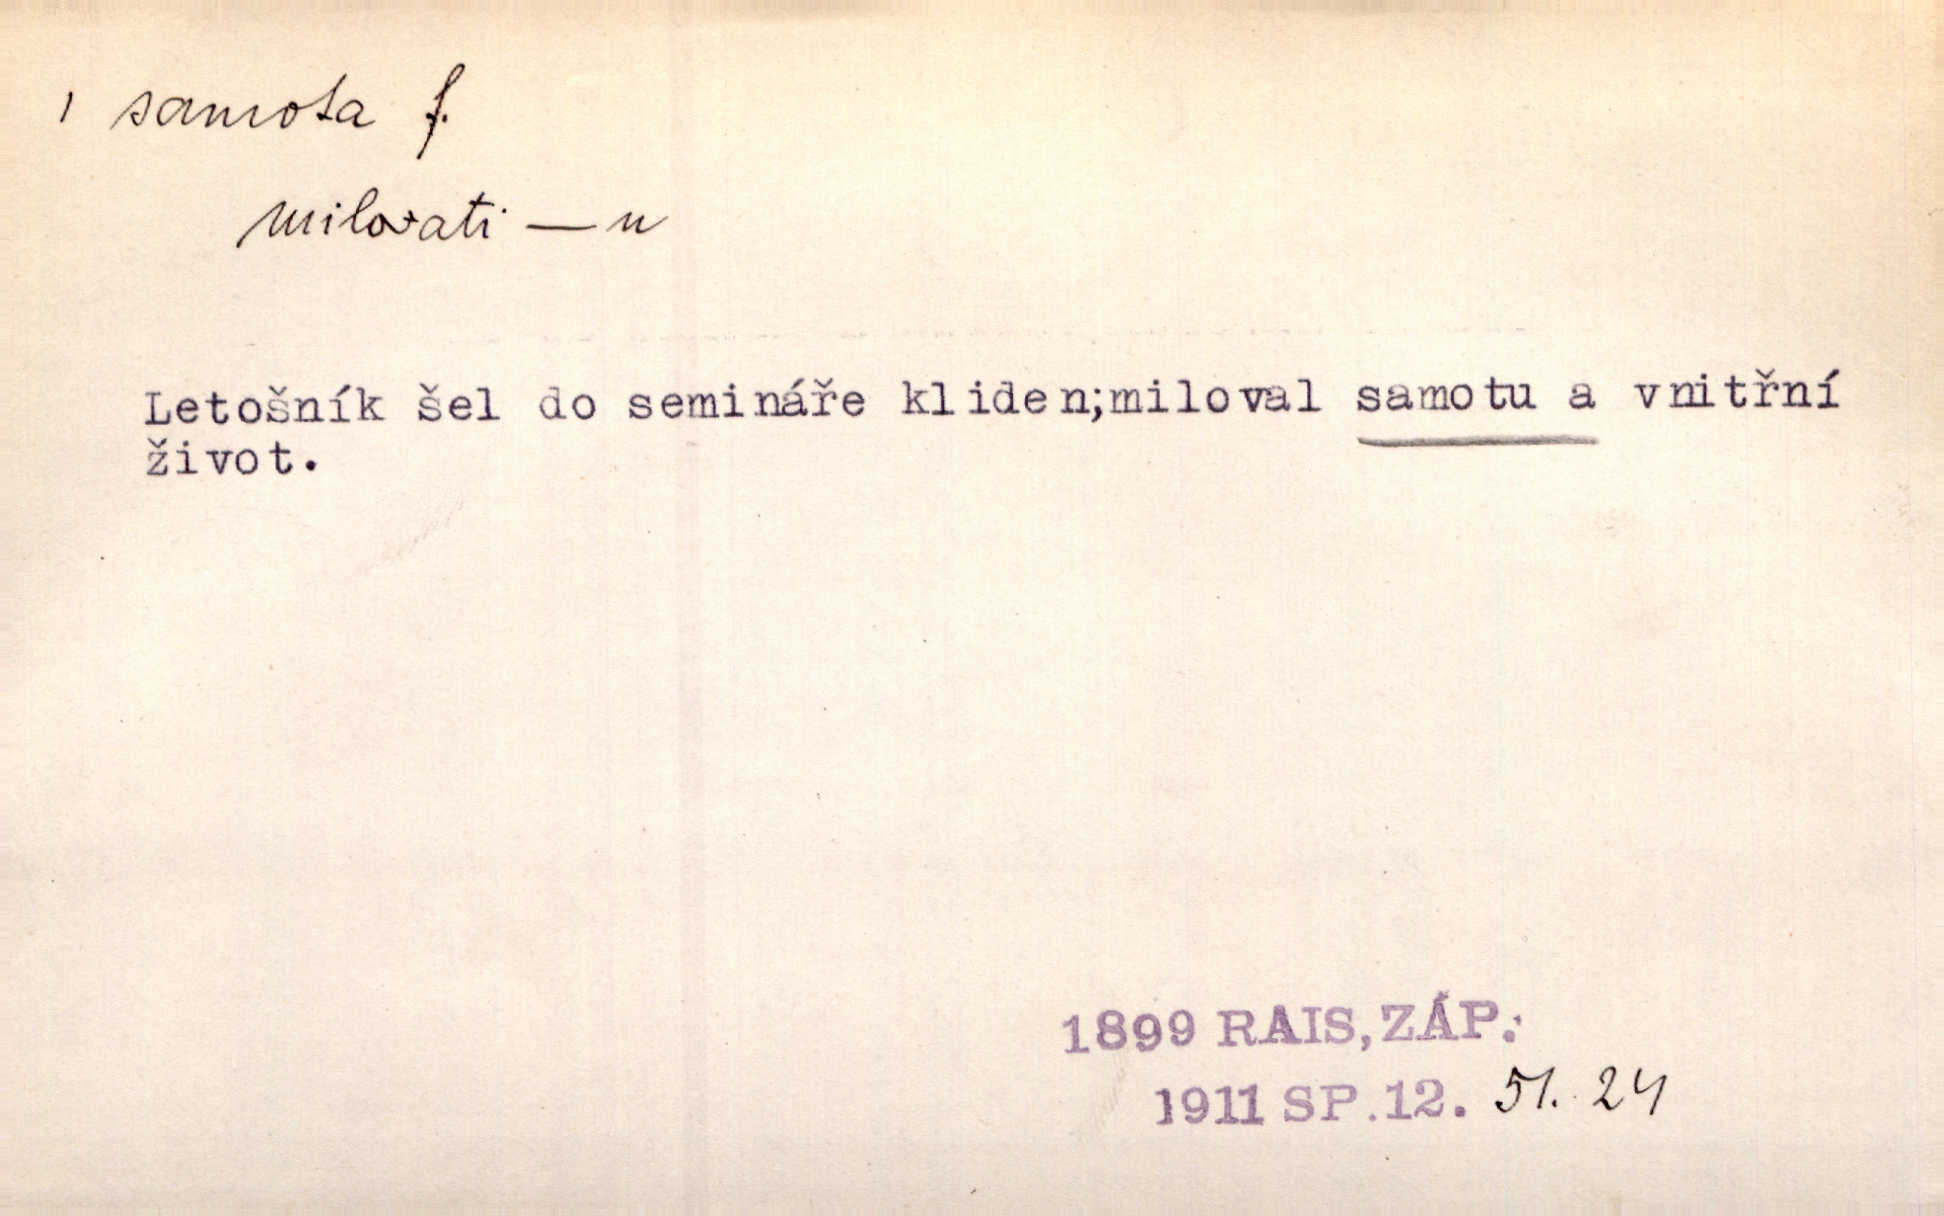 1 samota f.
milovati — u
Letošník šel do semináře kliden;miloval samotu a vnitřní
život.
1899 RAIS, ZÁP.:
1911 SP.12. 51. 24